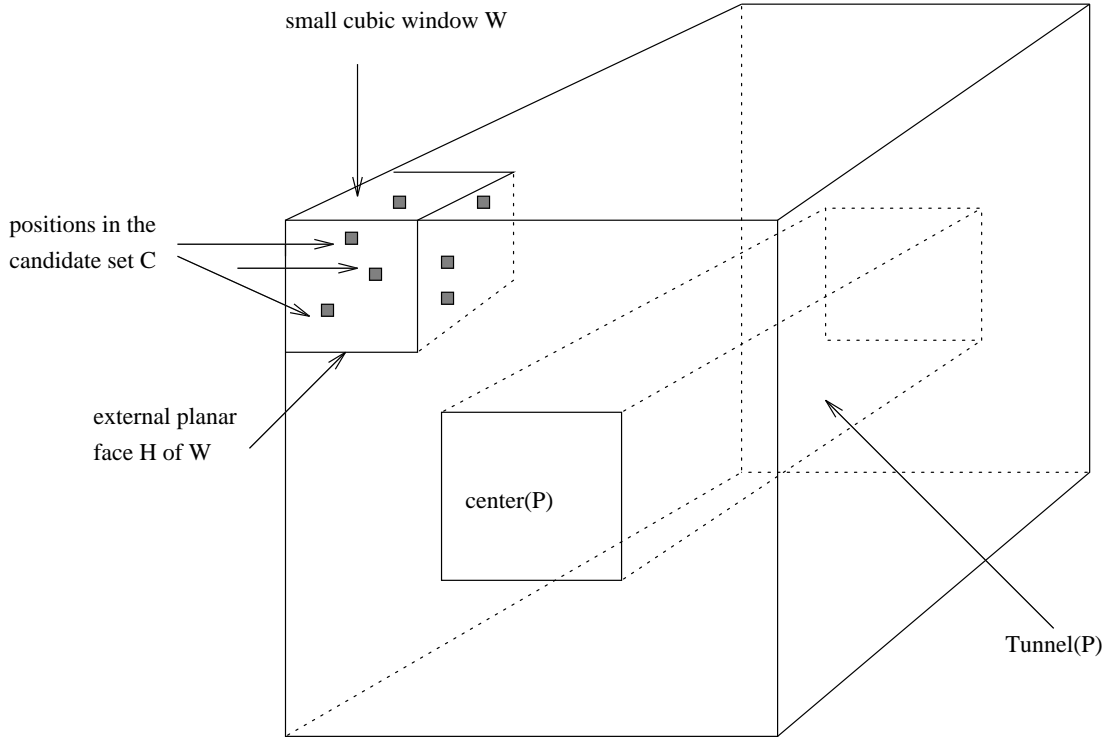 small cubic window W
positions in the
candidate set C
external planar
face H of W
center(P)
Tunnel(P)